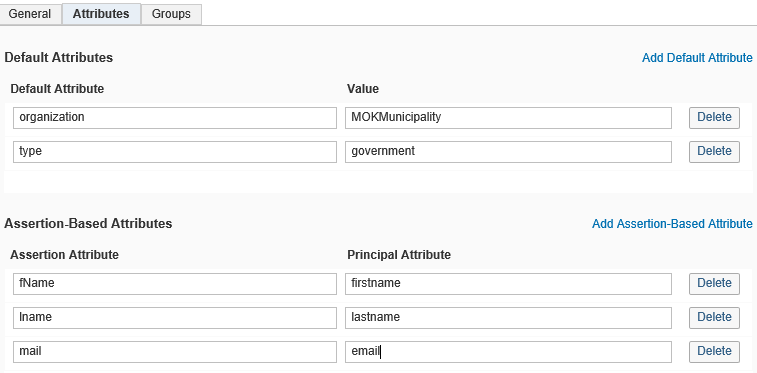 General Attributes Groups
Default Attributes Add Default Attribute
Default Attribute Value
organization MOKMunicipality Delete
type government Delete
Assertion-Based Attributes Add Assertion-Based Attribute
Assertion Attribute Principal Attribute
fName firstname Delete
lname lastname Delete
mail email Delete